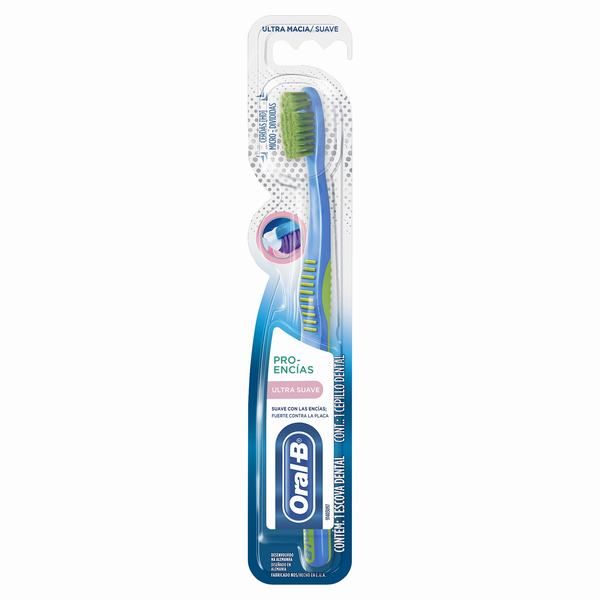 ULTRA MACIA/ SUAVE
CERDAS [HD]
MICRO - DIVIDIDAS
PRO-
ENCÍAS
ULTRA SUAVE
SUAVE CON LAS ENCÍAS;
FUERTE CONTRA LA PLACA
Oral-B
CONTÉM: 1 ESCOVA DENTAL
CONT.: 1 CEPILLO DENTAL
DESENVOLVIDO
NA ALEMANHA
DISEÑADO EN
ALEMANIA
FABRICADO NOS/HECHO EN E.U.A.